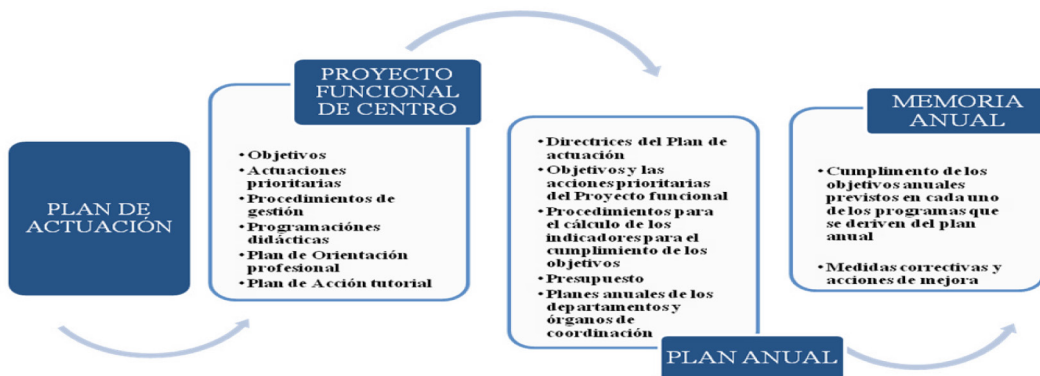 PLAN DE
ACTUACIÓN
PROYECTO
FUNCIONAL
DE CENTRO
•Objetivos
•Actuaciones
prioritarias
•Procedimientos de
gestión
•Programaciónes
didácticas
•Plan de Orientación
profesional
•Plan de Acción tutorial
•Directrices del Plan de
actuación
•Objetivos y las
acciones prioritarias
del Proyecto funcional
•Procedimientos para
el cálculo de los
indicadores para el
cumplimiento de los
objetivos
•Presupuesto
•Planes anuales de los
departamentos y
órganos de
coordinación
PLAN ANUAL
MEMORIA
ANUAL
•Cumplimento de los
objetivos anuales
previstos en cada uno
de los programas que
se deriven del plan
anual
•Medidas correctivas y
acciones de mejora